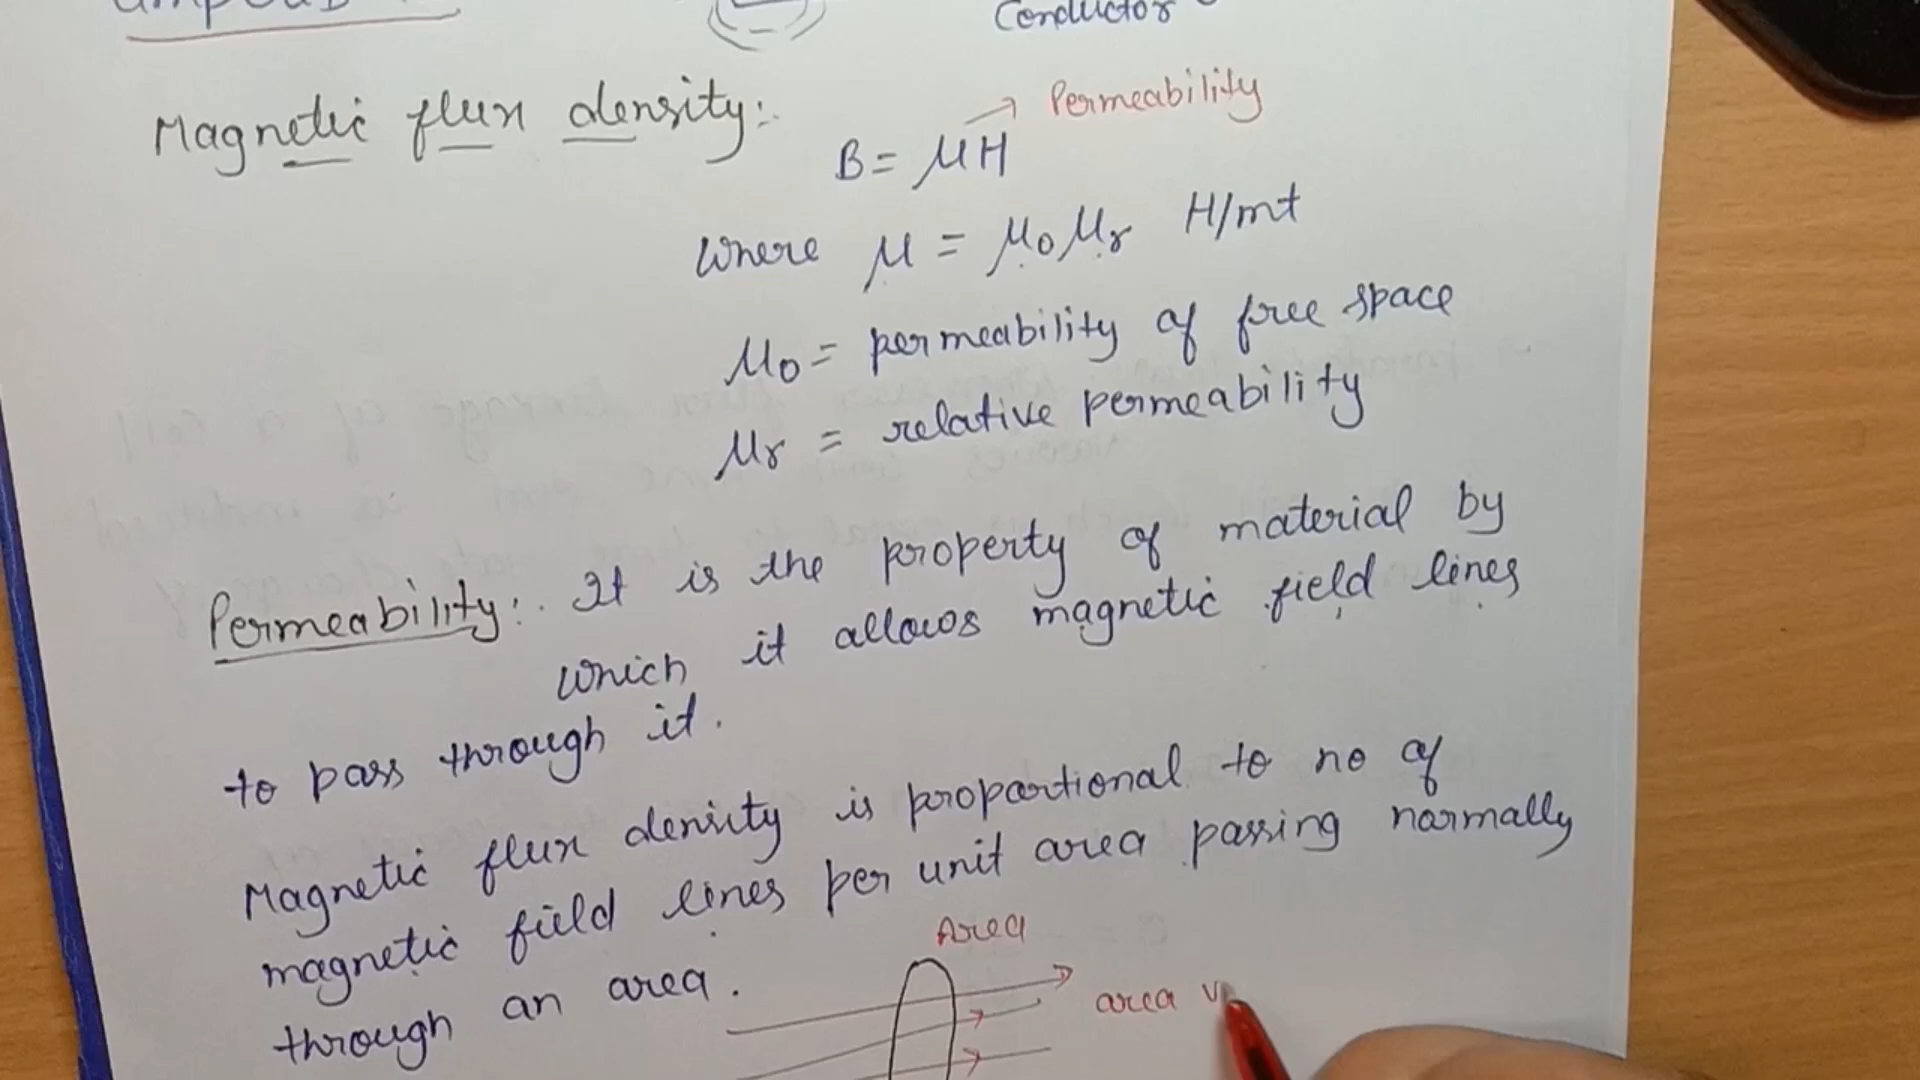 Conductor
Magnetic flux density:-
→ Permeability
B = μH
Where μ = μ0μr H/mt
μ0 = permeability of free space
μr = relative permeability
Permeability:. It is the property of material by
which it allows magnetic field lines
to pass through it.
Magnetic flux density is proportional to no of
magnetic field lines per unit area passing normally
through an area.
Area
area v